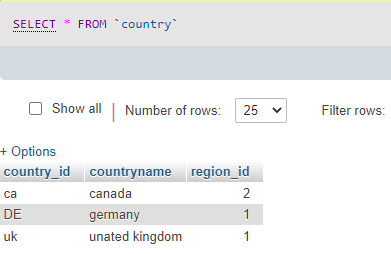 SELECT * FROM `country`
Show all | Number of rows: 25 Filter rows:
+ Options
country_id countryname region_id
ca canada 2
DE germany 1
uk unated kingdom 1